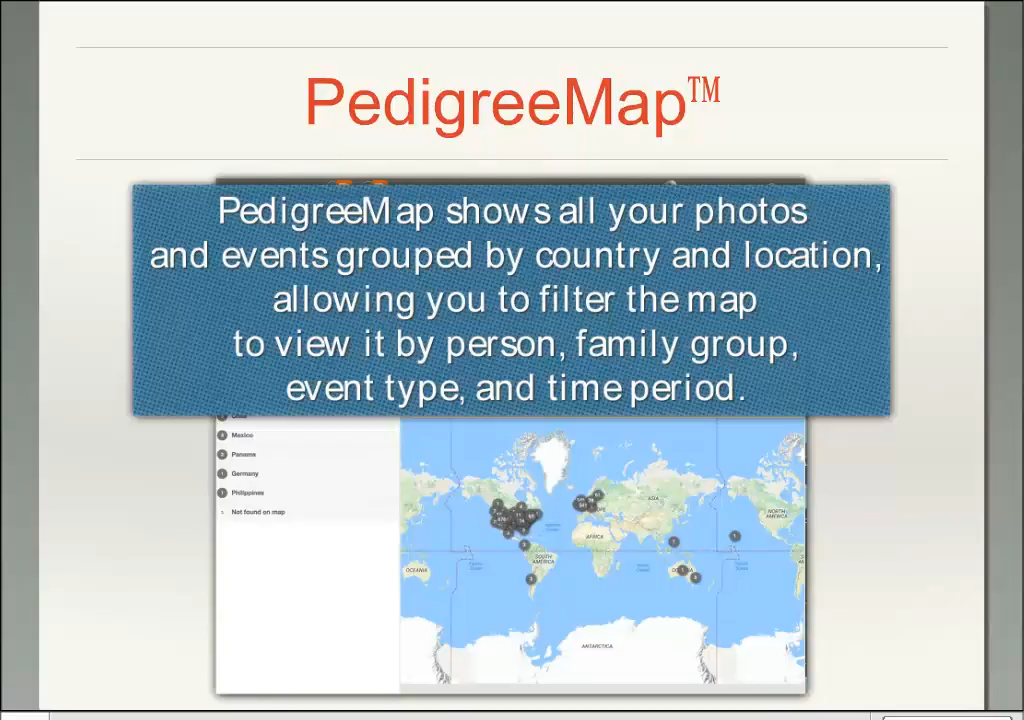 PedigreeMap™
PedigreeMap shows all your photos
and events grouped by country and location,
allowing you to filter the map
to view it by person, family group,
event type, and time period.
Mexico
Panama
Germany
Philippines
Not found on map
ASIA
NORTH AMERICA
AFRICA
SOUTH AMERICA
OCEANIA
ANTARCTICA